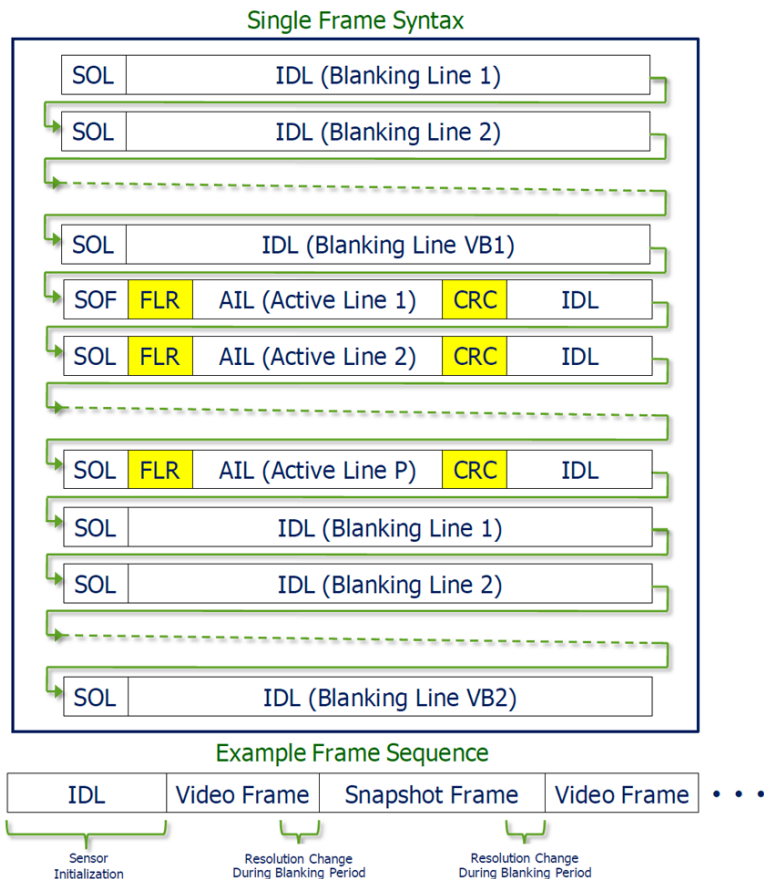 Single Frame Syntax
SOL IDL (Blanking Line 1)
SOL IDL (Blanking Line 2)
SOL IDL (Blanking Line VB1)
SOF FLR AIL (Active Line 1) CRC IDL
SOL FLR AIL (Active Line 2) CRC IDL
SOL FLR AIL (Active Line P) CRC IDL
SOL IDL (Blanking Line 1)
SOL IDL (Blanking Line 2)
SOL IDL (Blanking Line VB2)
Example Frame Sequence
IDL Video Frame Snapshot Frame Video Frame • • •
Sensor Resolution Change Resolution Change
Initialization During Blanking Period During Blanking Period